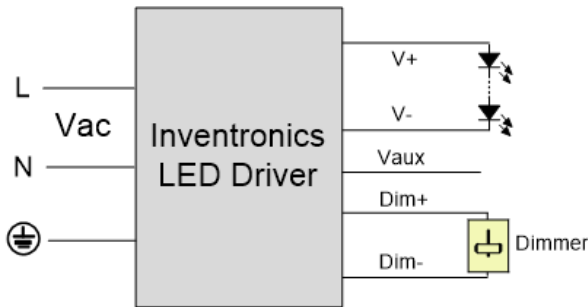 L
Vac
N
Inventronics
LED Driver
V+
V-
Vaux
Dim+
Dimmer
Dim-